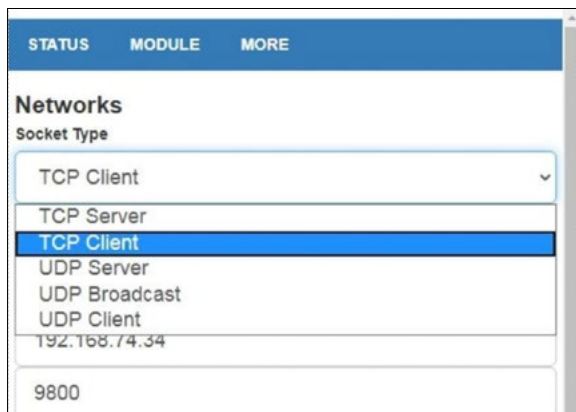 STATUS MODULE MORE
Networks
Socket Type
TCP Client
TCP Server
TCP Client
UDP Server
UDP Broadcast
UDP Client
192.168.74.34
9800